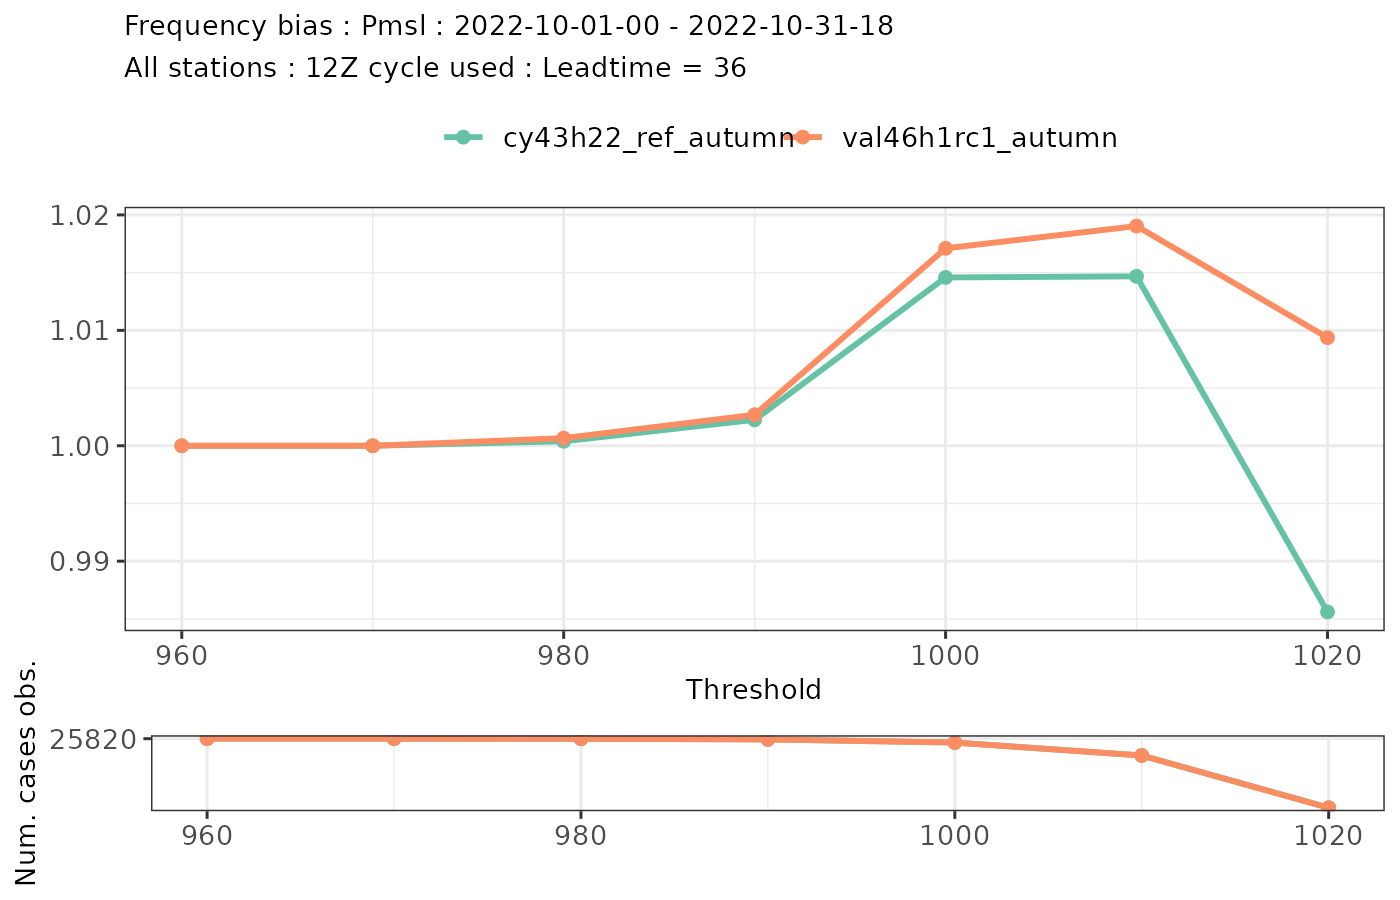 Frequency bias : Pmsl : 2022-10-01-00 - 2022-10-31-18
All stations : 12Z cycle used : Leadtime = 36
cy43h22_ref_autumn val46h1rc1_autumn
1.02
1.01
1.00
0.99
960 980 1000 1020
Threshold
Num. cases obs.
25820
960 980 1000 1020